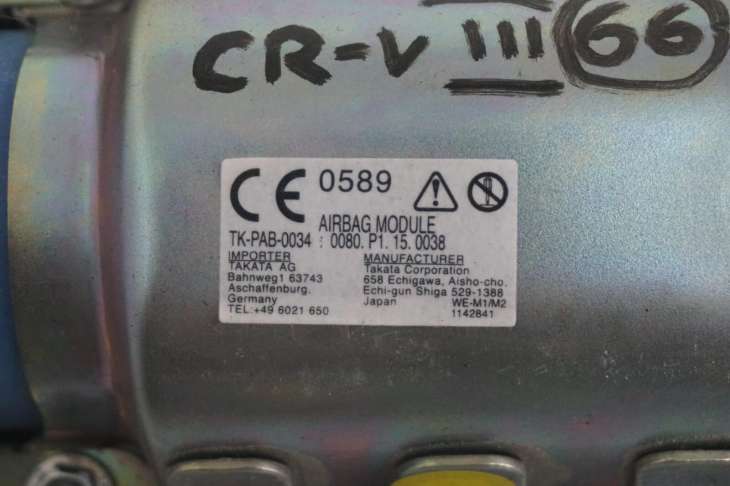 CR-V III 66
CE 0589
AIRBAG MODULE
TK-PAB-0034 : 0080. P1. 15. 0038
IMPORTER
TAKATA AG
Bahnweg1 63743
Aschaffenburg.
Germany
TEL:+49 6021 650
MANUFACTURER
Takata Corporation
658 Echigawa, Aisho-cho.
Echi-gun Shiga 529-1388
Japan WE-M1/M2
1142841